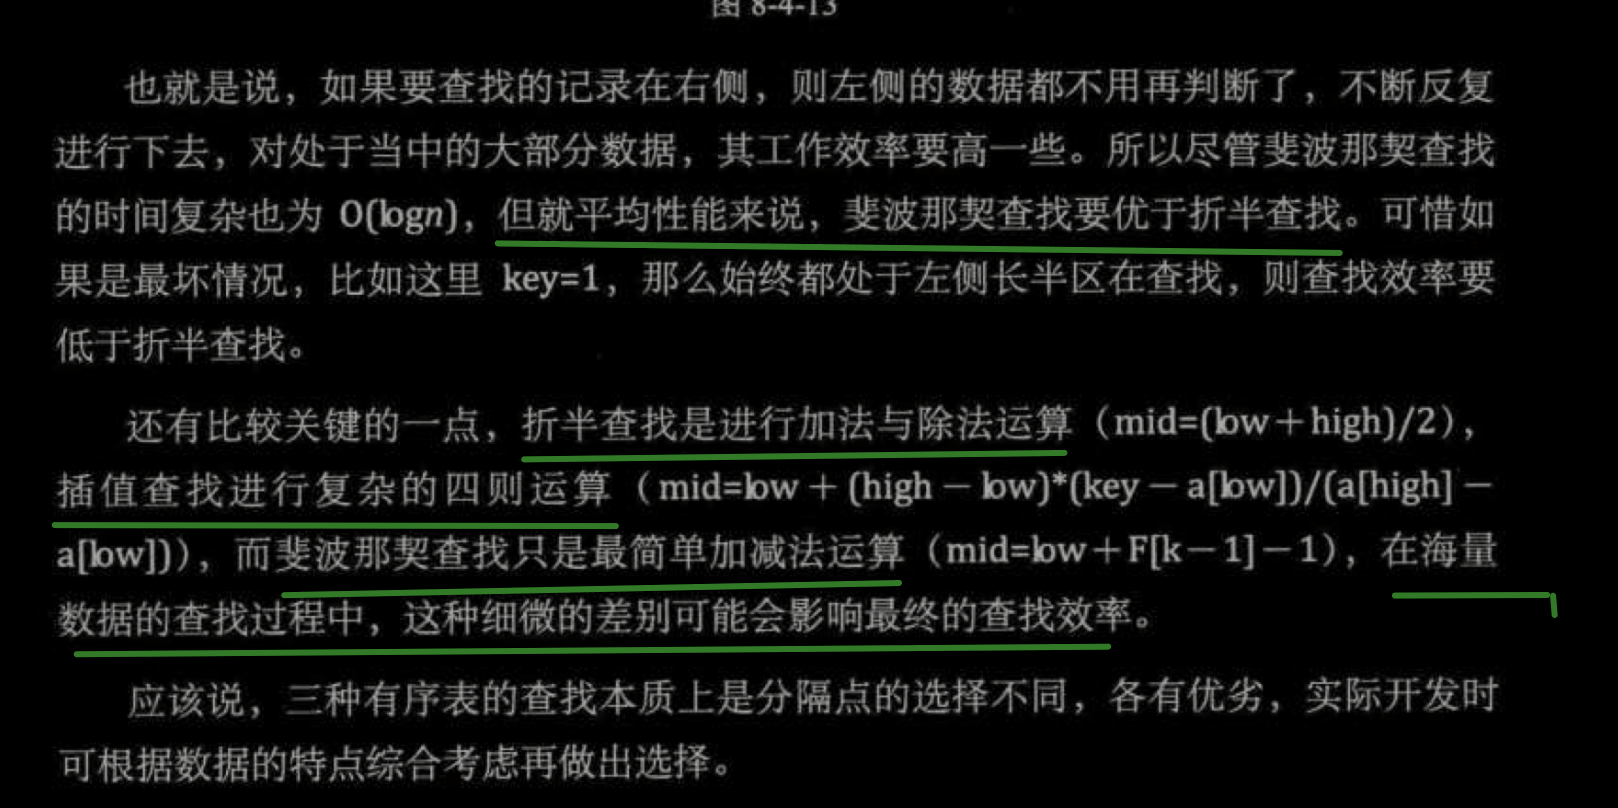 图 8-4-13
也就是说，如果要查找的记录在右侧，则左侧的数据都不用再判断了，不断反复
进行下去，对处于当中的大部分数据，其工作效率要高一些。所以尽管斐波那契查找
的时间复杂也为 O(logn)，但就平均性能来说，斐波那契查找要优于折半查找。可惜如
果是最坏情况，比如这里 key=1，那么始终都处于左侧长半区在查找，则查找效率要
低于折半查找。
还有比较关键的一点，折半查找是进行加法与除法运算（mid=(low＋high)/2），
插值查找进行复杂的四则运算（mid=low＋(high－low)*(key－a[low])/(a[high]－
a[low])），而斐波那契查找只是最简单加减法运算（mid=low＋F[k－1]－1），在海量
数据的查找过程中，这种细微的差别可能会影响最终的查找效率。
应该说，三种有序表的查找本质上是分隔点的选择不同，各有优劣，实际开发时
可根据数据的特点综合考虑再做出选择。